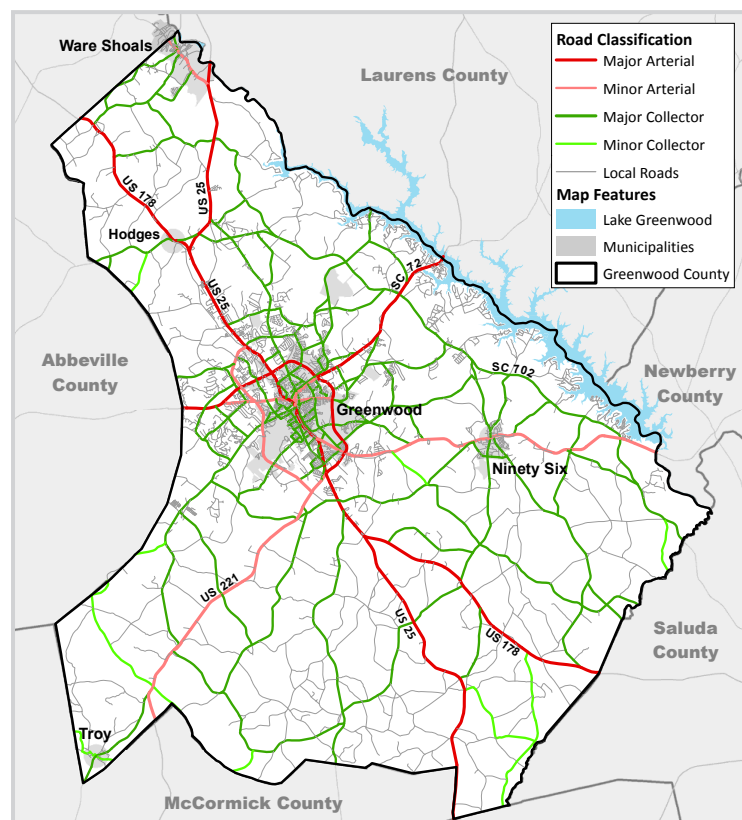 Ware Shoals
Laurens County
Road Classification
Major Arterial
Minor Arterial
Major Collector
Minor Collector
Local Roads
Map Features
Lake Greenwood
Municipalities
Greenwood County
US 178
US 25
Hodges
US 25
SC 72
Abbeville
County
SC 702
Newberry
County
Greenwood
Ninety Six
US 221
US 25
US 178
Saluda
County
Troy
McCormick County